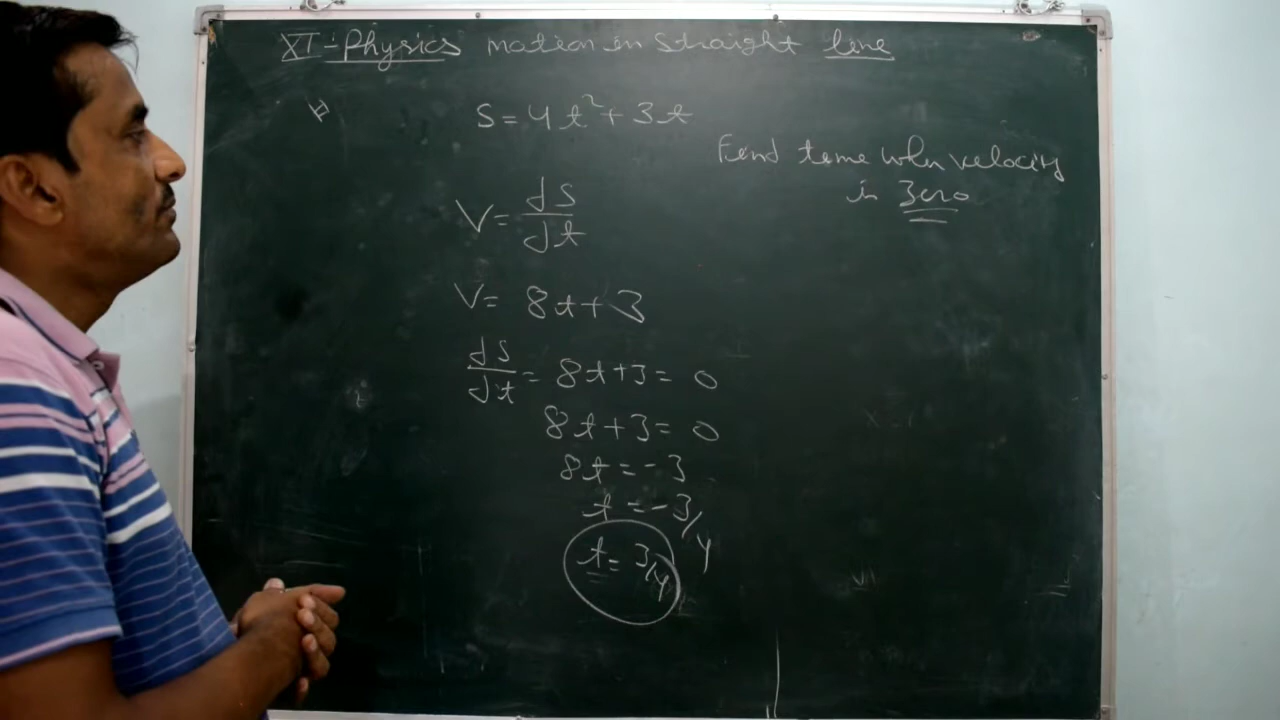 XI - Physics motion in Straight line
S = 4t² + 3t
Find time when velocity
is Zero
V = dS/dt
V = 8t + 3
dS/dt = 8t + 3 = 0
8t + 3 = 0
8t = -3
t = -3/4
t = 3/4